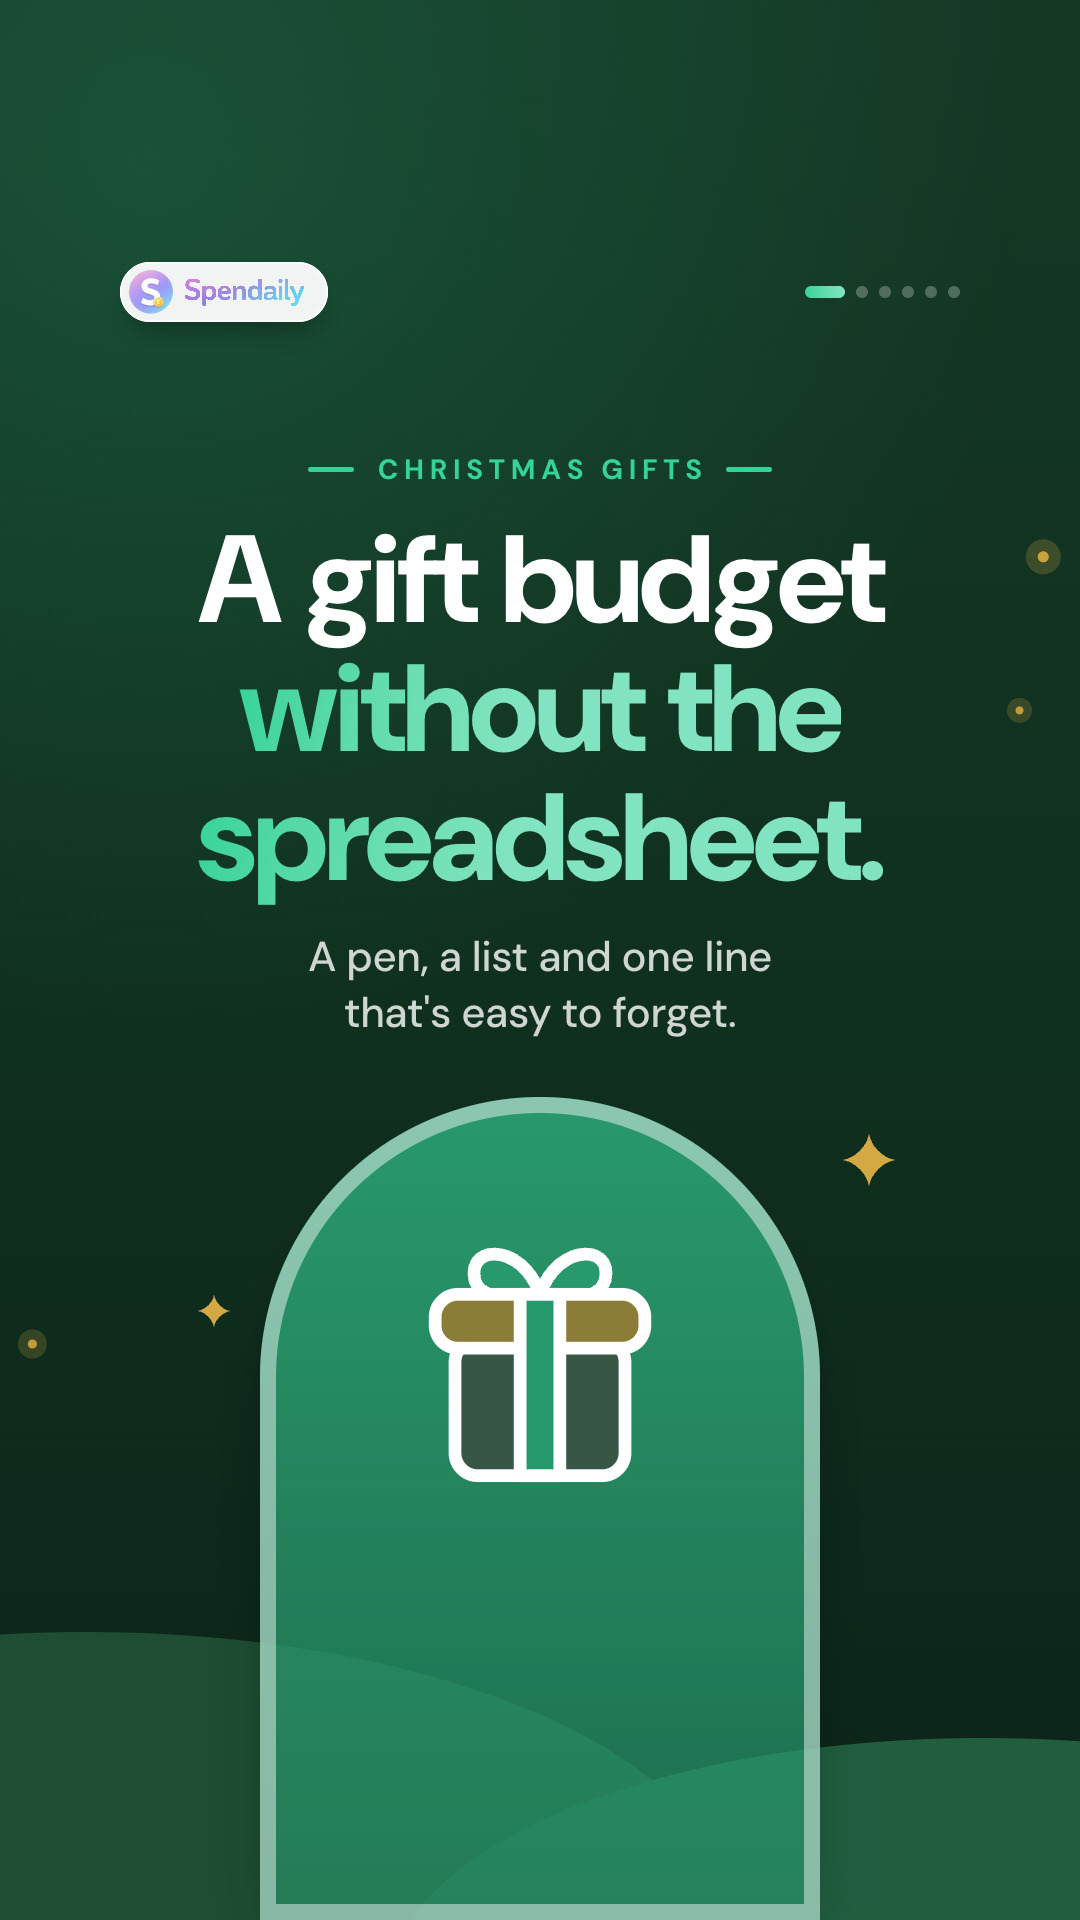 Spendaily
CHRISTMAS GIFTS
A gift budget
without the
spreadsheet.
A pen, a list and one line
that's easy to forget.